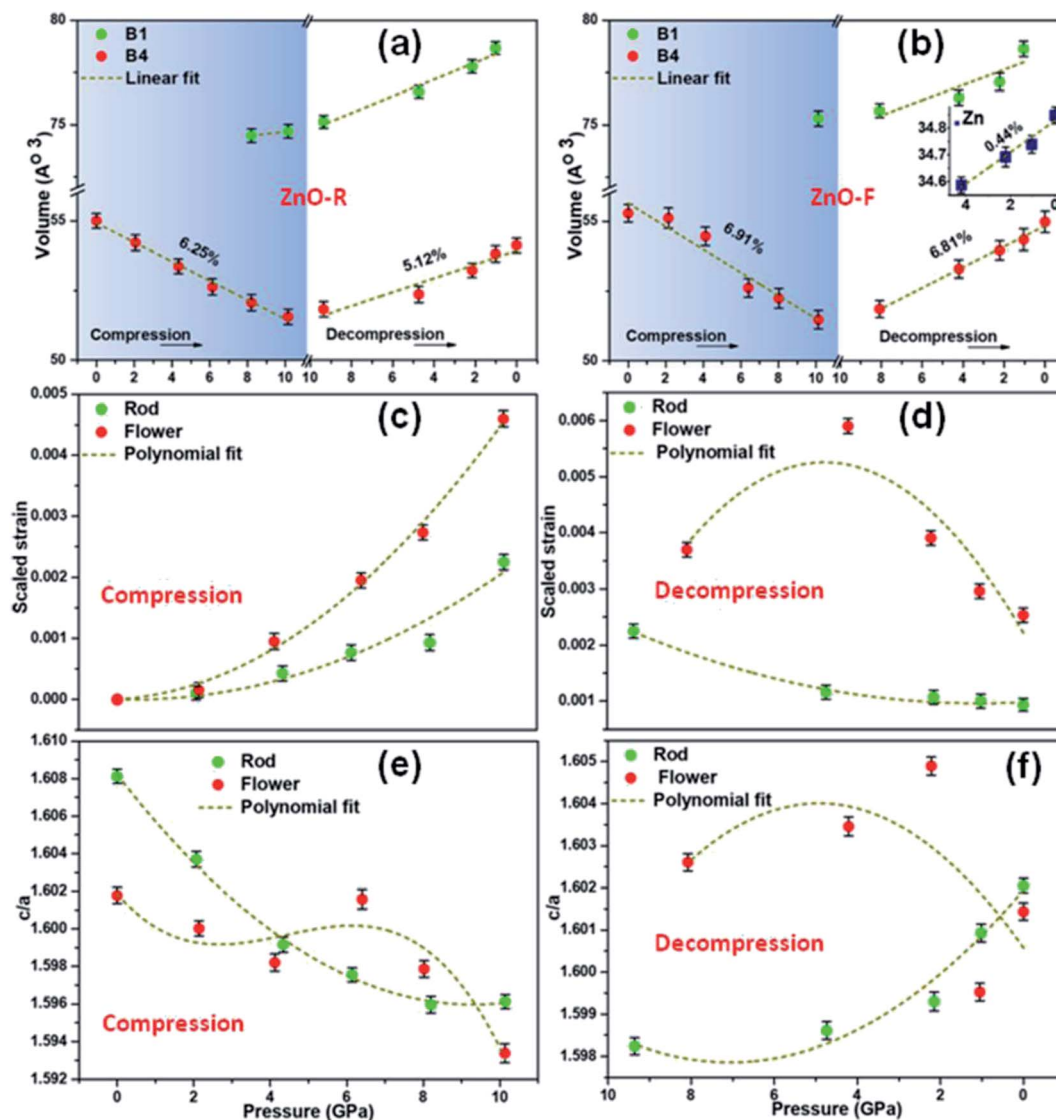 80
75
55
50
Volume (A° 3)
B1
B4
Linear fit
(a)
ZnO-R
6.25%
5.12%
Compression
Decompression
0 2 4 6 8 10 10 8 6 4 2 0
80
75
55
50
Volume (A° 3)
B1
B4
Linear fit
(b)
Zn
34.8
34.7
34.6
0.44%
4 2 0
ZnO-F
6.91%
6.81%
Compression
Decompression
0 2 4 6 8 10 10 8 6 4 2 0
0.005
0.004
0.003
0.002
0.001
0.000
Scaled strain
Rod
Flower
Polynomial fit
(c)
Compression
0.006
0.005
0.004
0.003
0.002
0.001
Scaled strain
Rod
Flower
Polynomial fit
(d)
Decompression
1.610
1.608
1.606
1.604
1.602
1.600
1.598
1.596
1.594
1.592
c/a
Rod
Flower
Polynomial fit
(e)
Compression
0 2 4 6 8 10
Pressure (GPa)
1.605
1.604
1.603
1.602
1.601
1.600
1.599
1.598
c/a
Rod
Flower
Polynomial fit
(f)
Decompression
10 8 6 4 2 0
Pressure (GPa)